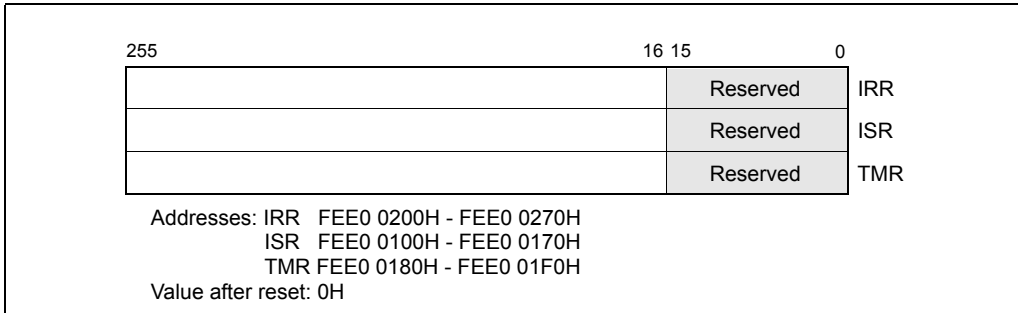 255 16 15 0
Reserved IRR
Reserved ISR
Reserved TMR
Addresses: IRR FEE0 0200H - FEE0 0270H
ISR FEE0 0100H - FEE0 0170H
TMR FEE0 0180H - FEE0 01F0H
Value after reset: 0H